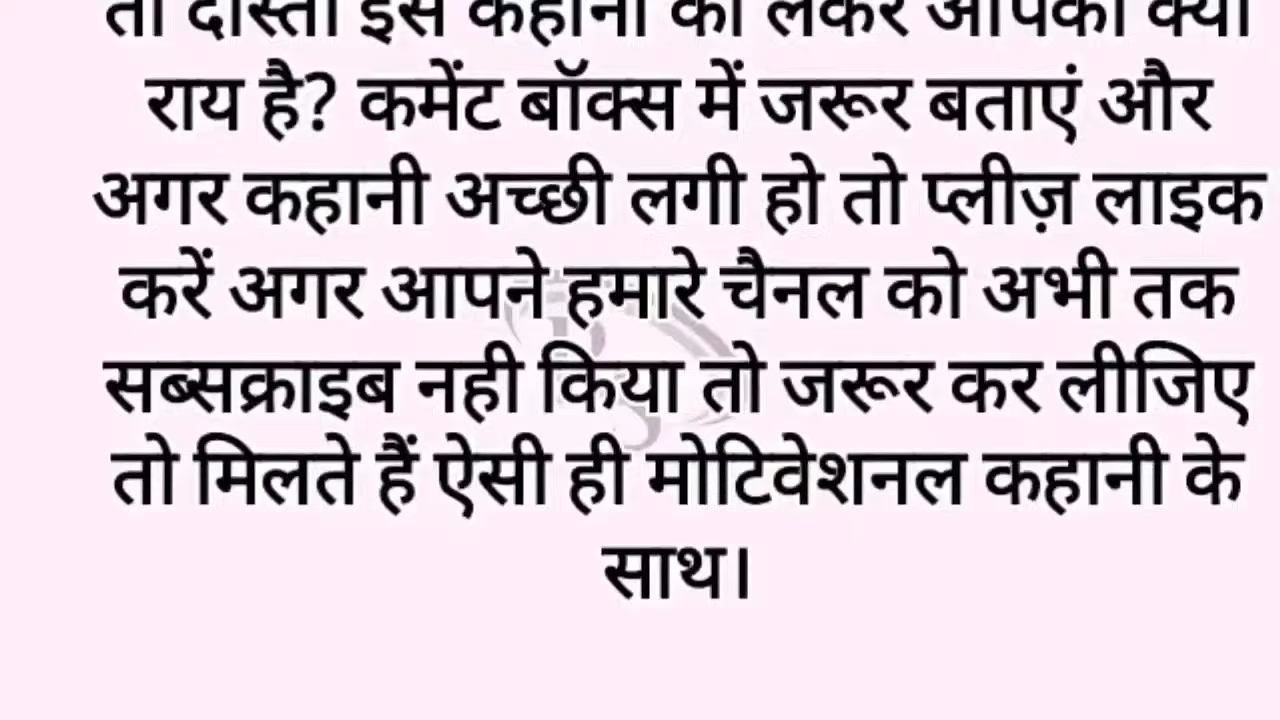 तो दोस्तों इस कहानी को लेकर आपकी क्या
राय है? कमेंट बॉक्स में जरूर बताएं और
अगर कहानी अच्छी लगी हो तो प्लीज़ लाइक
करें अगर आपने हमारे चैनल को अभी तक
सब्सक्राइब नही किया तो जरूर कर लीजिए
तो मिलते हैं ऐसी ही मोटिवेशनल कहानी के
साथ।